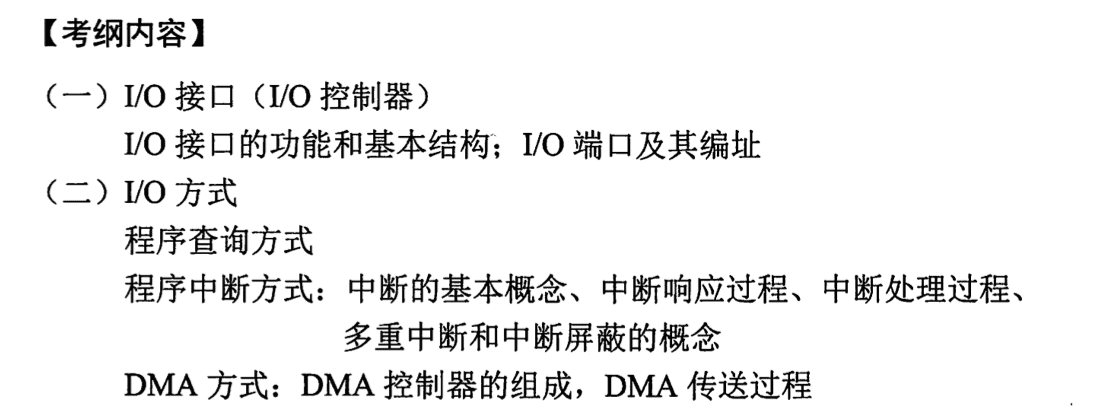 【考纲内容】
（一）I/O 接口（I/O 控制器）
I/O 接口的功能和基本结构；I/O 端口及其编址
（二）I/O 方式
程序查询方式
程序中断方式：中断的基本概念、中断响应过程、中断处理过程、
多重中断和中断屏蔽的概念
DMA 方式：DMA 控制器的组成，DMA 传送过程